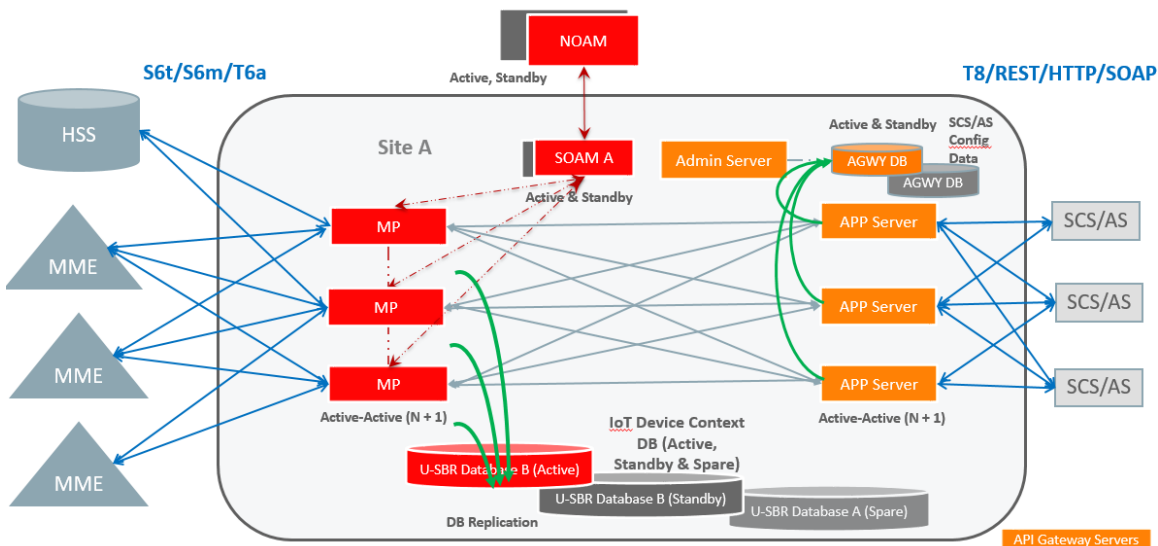 NOAM
Active, Standby
S6t/S6m/T6a
T8/REST/HTTP/SOAP
HSS
Site A
SOAM A
Active & Standby
Admin Server
Active & Standby
AGWY DB
AGWY DB
SCS/AS
Config
Data
MP
APP Server
SCS/AS
MME
MP
APP Server
SCS/AS
MME
MP
APP Server
SCS/AS
Active-Active (N + 1)
Active-Active (N + 1)
MME
IoT Device Context
DB (Active,
Standby & Spare)
U-SBR Database B (Active)
U-SBR Database B (Standby)
U-SBR Database A (Spare)
DB Replication
API Gateway Servers